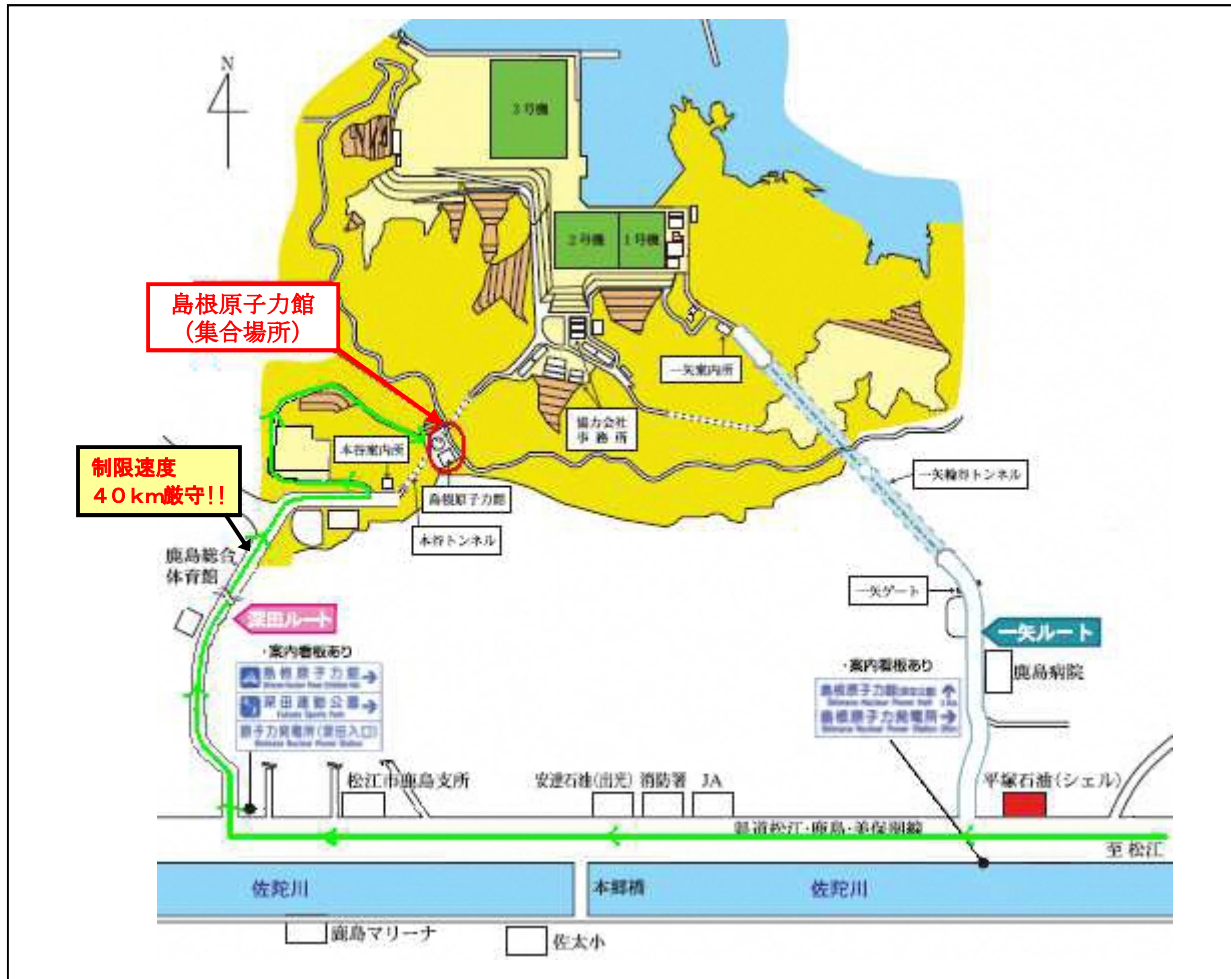 N
3号機
2号機
1号機
島根原子力館
(集合場所)
一矢案内所
協力会社
事務所
本谷案内所
制限速度
40km厳守!!
島根原子力館
一矢輪谷トンネル
本谷トンネル
鹿島総合
体育館
一矢ゲート
深田ルート
一矢ルート
・案内看板あり
島根原子力館→
深田運動公園→
原子力発電所(深田入口)
鹿島病院
・案内看板あり
島根原子力館
島根原子力発電所→
松江市鹿島支所
安達石油(出光)
消防署
JA
平塚石油(シェル)
県道松江・鹿島・美保関線
至 松江
佐陀川
本郷橋
佐陀川
鹿島マリーナ
佐太小